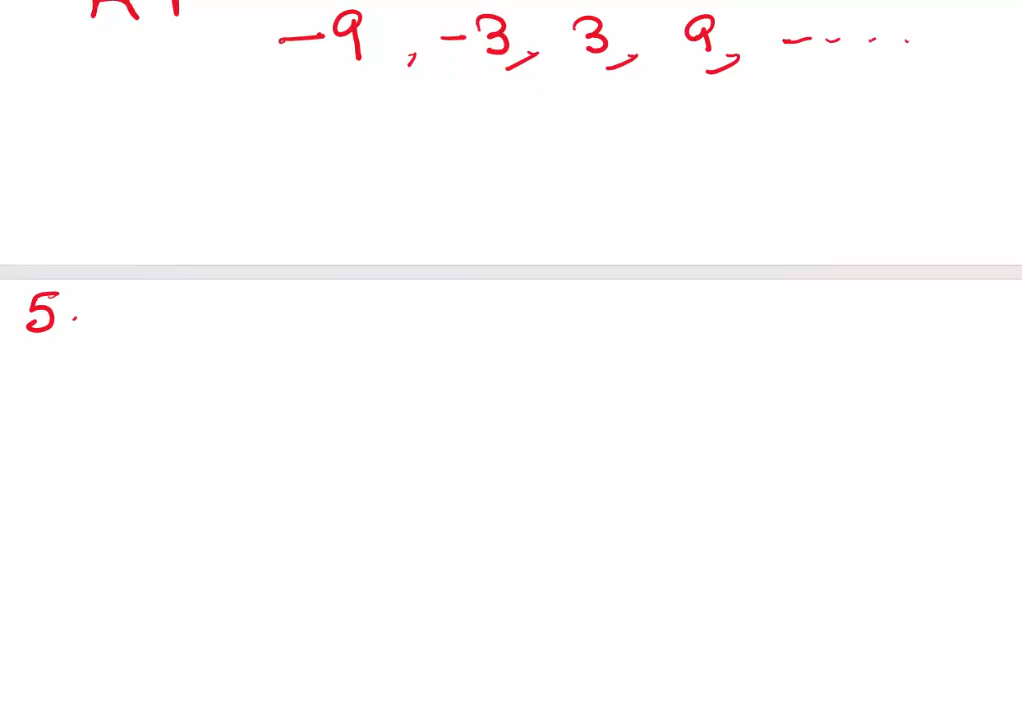 -9, -3, 3, 9, ----..
5.